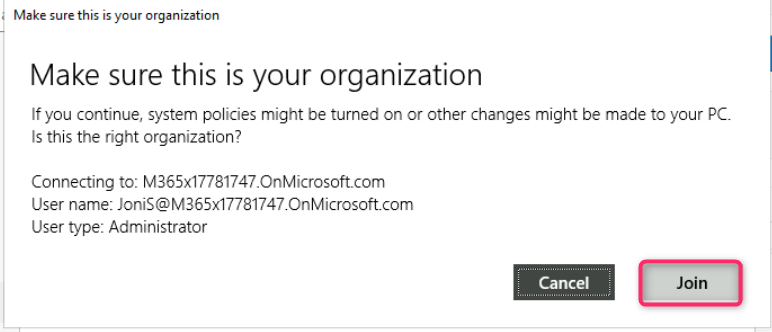 Make sure this is your organization
Make sure this is your organization
If you continue, system policies might be turned on or other changes might be made to your PC.
Is this the right organization?
Connecting to: M365x17781747.OnMicrosoft.com
User name: JoniS@M365x17781747.OnMicrosoft.com
User type: Administrator
Cancel Join